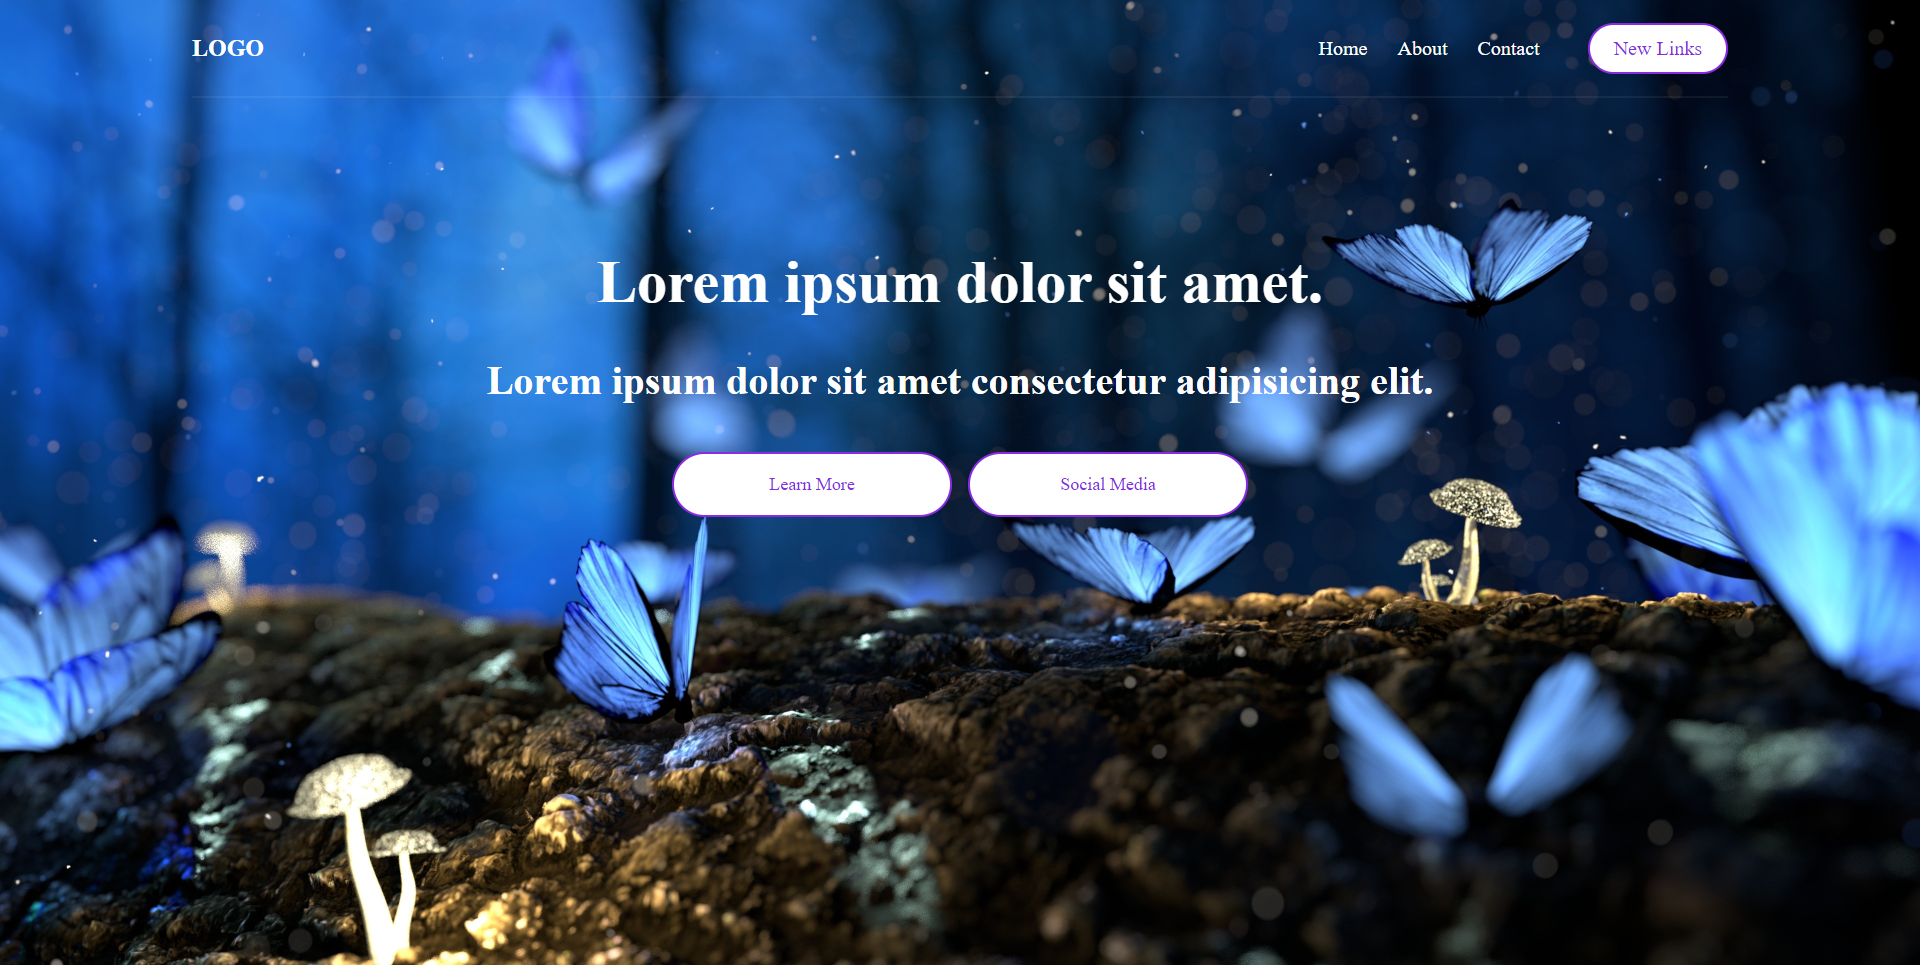 LOGO
Home About Contact New Links
Lorem ipsum dolor sit amet.
Lorem ipsum dolor sit amet consectetur adipisicing elit.
Learn More Social Media